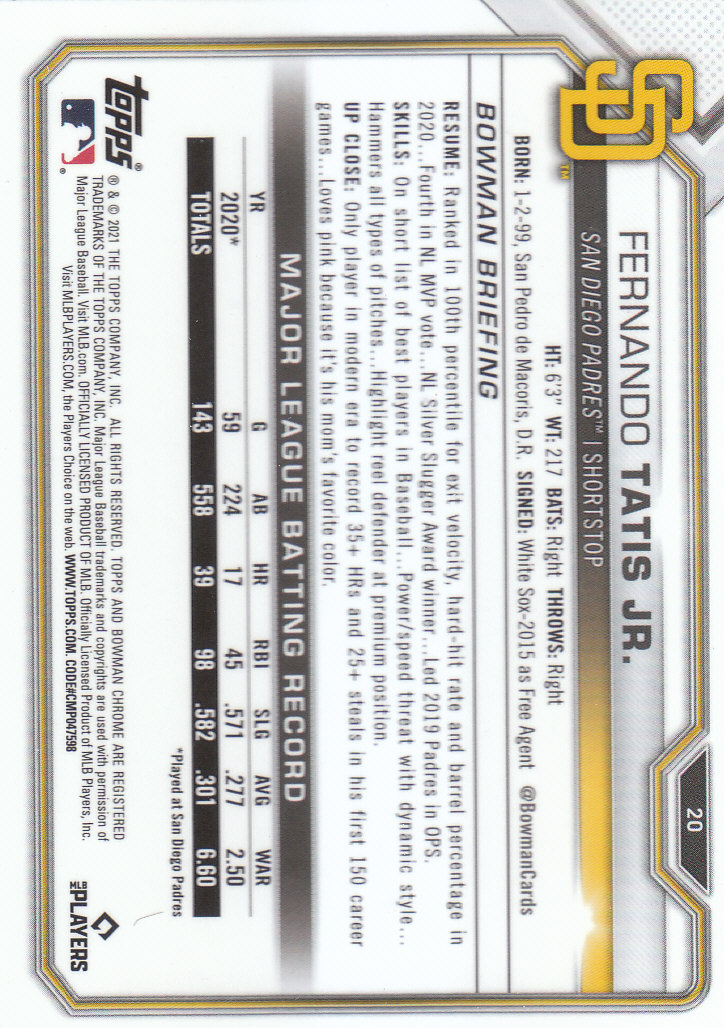 20
SD™
FERNANDO TATIS JR.
SAN DIEGO PADRES™ | SHORTSTOP
HT: 6'3" WT: 217 BATS: Right THROWS: Right
BORN: 1-2-99, San Pedro de Macoris, D.R. SIGNED: White Sox-2015 as Free Agent @BowmanCards
BOWMAN BRIEFING
RESUME: Ranked in 100th percentile for exit velocity, hard-hit rate and barrel percentage in
2020...Fourth in NL MVP vote...NL Silver Slugger Award winner....Led 2019 Padres in OPS.
SKILLS: On short list of best players in Baseball...Power/speed threat with dynamic style...
Hammers all types of pitches...Highlight reel defender at premium position.
UP CLOSE: Only player in modern era to record 35+ HRs and 25+ steals in his first 150 career
games...Loves pink because it's his mom's favorite color.
MAJOR LEAGUE BATTING RECORD
YR G AB HR RBI SLG AVG WAR
2020* 59 224 17 45 .571 .277 2.50
TOTALS 143 558 39 98 .582 .301 6.60
*Played at San Diego Padres
topps®
® & © 2021 THE TOPPS COMPANY, INC. ALL RIGHTS RESERVED. TOPPS AND BOWMAN CHROME ARE REGISTERED
TRADEMARKS OF THE TOPPS COMPANY, INC. Major League Baseball trademarks and copyrights are used with permission of
Major League Baseball. Visit MLB.com. OFFICIALLY LICENSED PRODUCT OF MLB. Officially Licensed Product of MLB Players, Inc.
Visit MLBPLAYERS.COM, the Players Choice on the web. WWW.TOPPS.COM. CODE#CMP047598
MLB PLAYERS